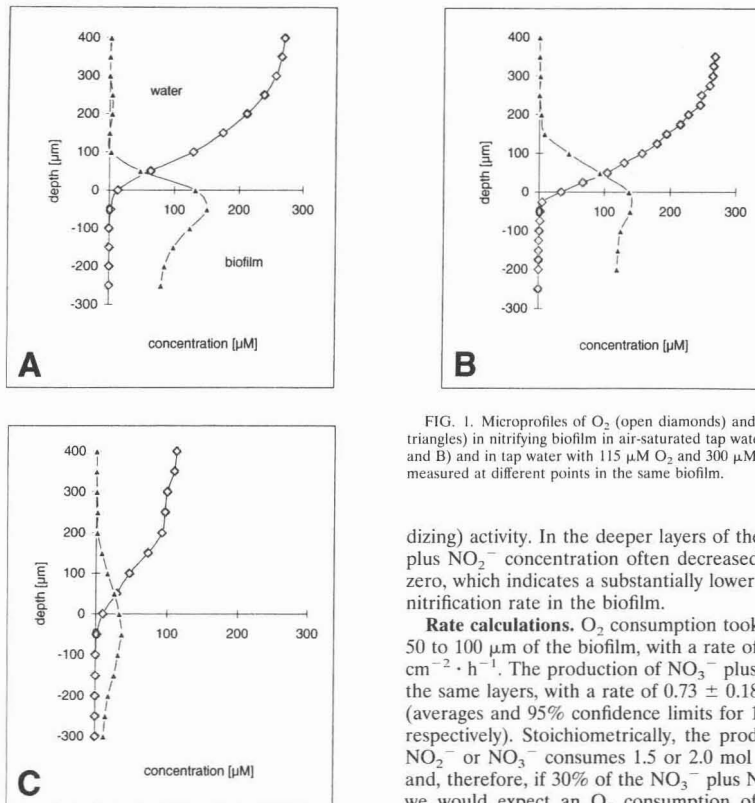 400
300
200
100
0
-100
-200
-300
depth [µm]
water
biofilm
100
200
300
concentration [µM]
A
400
300
200
100
0
-100
-200
-300
depth [µm]
100
200
300
concentration [µM]
B
400
300
200
100
0
-100
-200
-300
depth [µm]
100
200
300
concentration [µM]
C
FIG. 1. Microprofiles of O₂ (open diamonds) and
triangles) in nitrifying biofilm in air-saturated tap wate
and B) and in tap water with 115 µM O₂ and 300 µM
measured at different points in the same biofilm.
dizing) activity. In the deeper layers of the
plus NO₂⁻ concentration often decreased
zero, which indicates a substantially lower
nitrification rate in the biofilm.
Rate calculations. O₂ consumption took
50 to 100 µm of the biofilm, with a rate of
cm⁻² · h⁻¹. The production of NO₃⁻ plus
the same layers, with a rate of 0.73 ± 0.18
(averages and 95% confidence limits for 1
respectively). Stoichiometrically, the prod
NO₂⁻ or NO₃⁻ consumes 1.5 or 2.0 mol
and, therefore, if 30% of the NO₃⁻ plus N
we would expect an O₂ consumption of